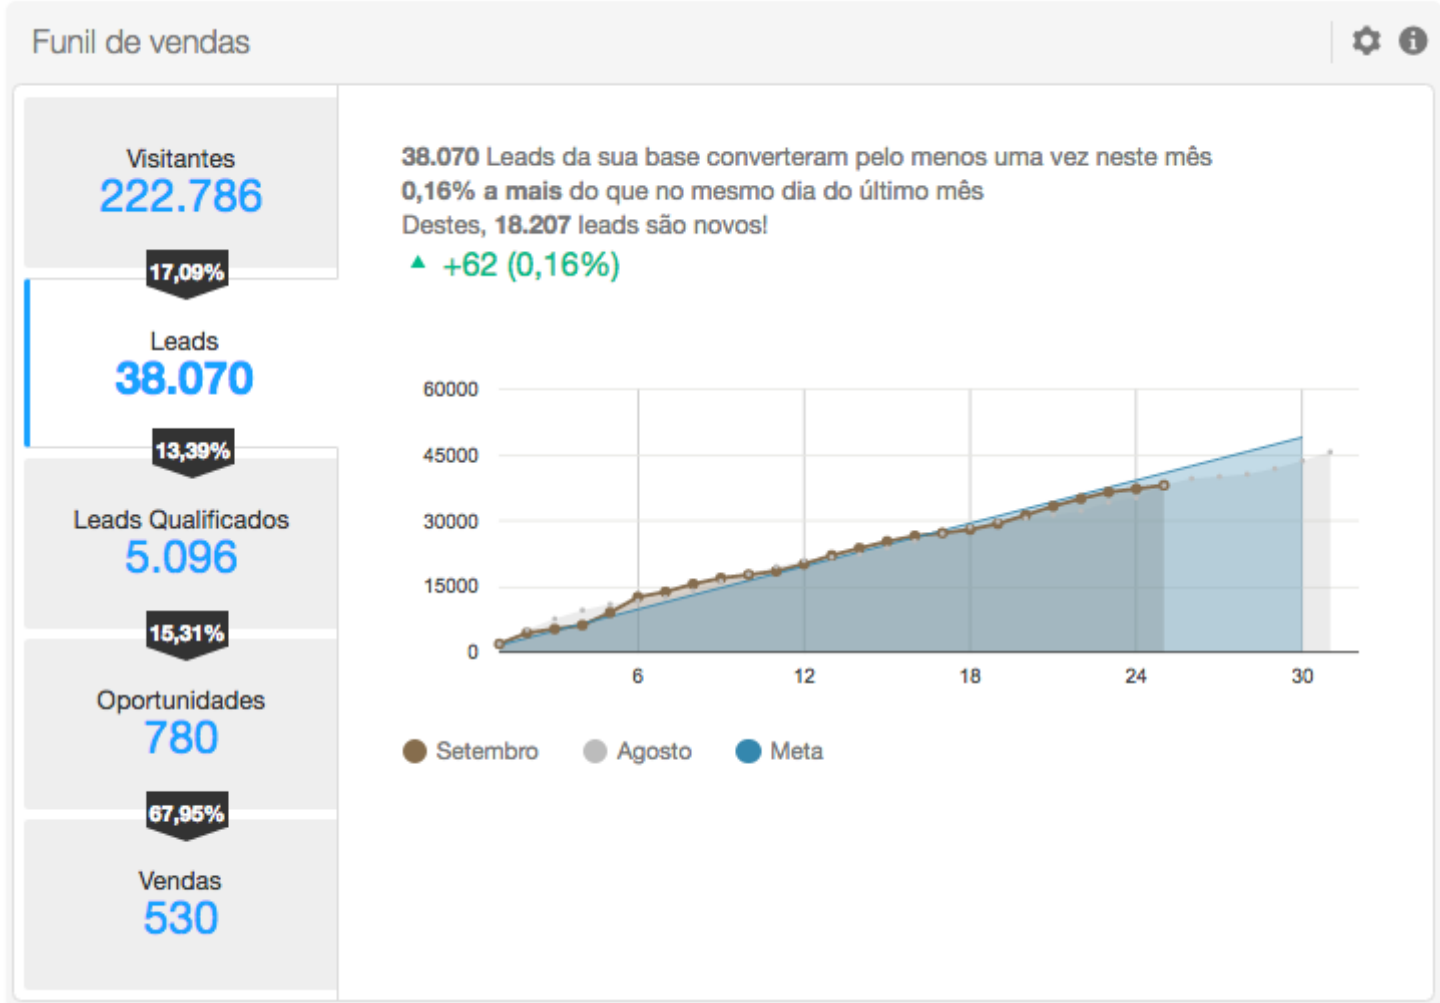 Funil de vendas
Visitantes
222.786
17,09%
Leads
38.070
13,39%
Leads Qualificados
5.096
15,31%
Oportunidades
780
67,95%
Vendas
530
38.070 Leads da sua base converteram pelo menos uma vez neste mês
0,16% a mais do que no mesmo dia do último mês
Destes, 18.207 leads são novos!
+62 (0,16%)
60000
45000
30000
15000
0
6 12 18 24 30
Setembro Agosto Meta